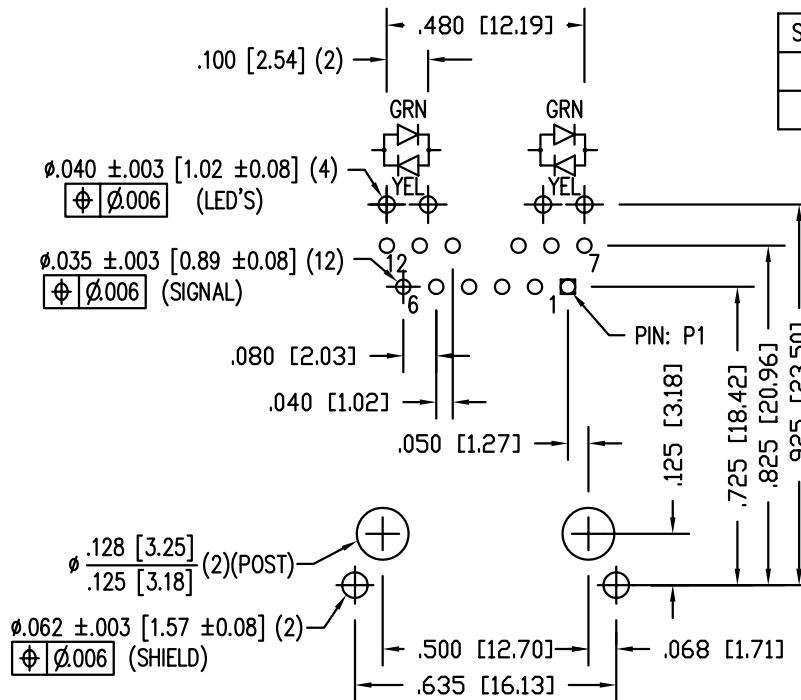 .480 [12.19]
S
.100 [2.54] (2)
GRN
GRN
YEL
YEL
ø.040 ±.003 [1.02 ±0.08] (4)
⌖ Ø.006 (LED'S)
12
7
ø.035 ±.003 [0.89 ±0.08] (12)
⌖ Ø.006 (SIGNAL)
6
1
PIN: P1
.080 [2.03]
.040 [1.02]
.050 [1.27]
.125 [3.18]
.725 [18.42]
.825 [20.96]
.925 [23.50]
ø .128 [3.25]
.125 [3.18] (2)(POST)
ø.062 ±.003 [1.57 ±0.08] (2)
⌖ Ø.006 (SHIELD)
.500 [12.70]
.068 [1.71]
.635 [16.13]